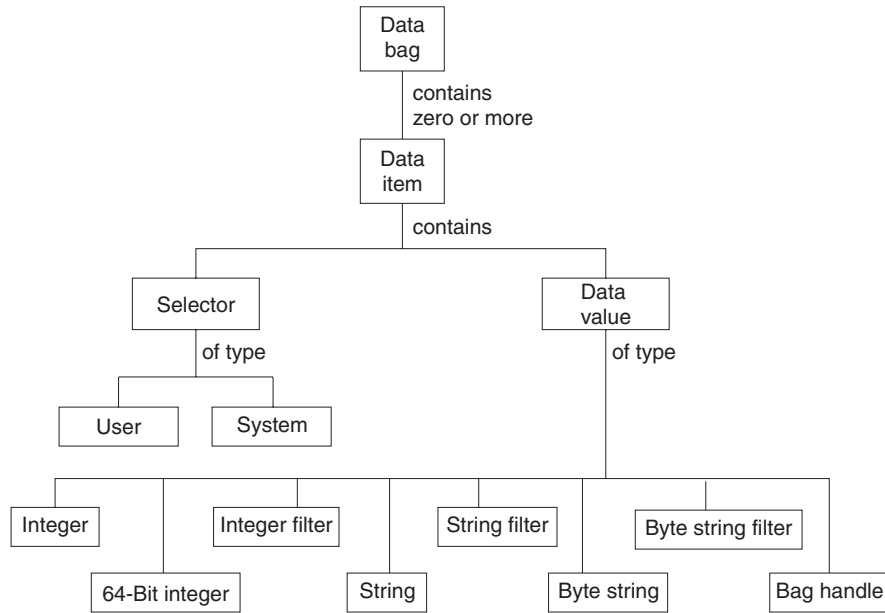 Data
bag
contains
zero or more
Data
item
contains
Selector
Data
value
of type
of type
User
System
Integer
Integer filter
String filter
Byte string filter
64-Bit integer
String
Byte string
Bag handle